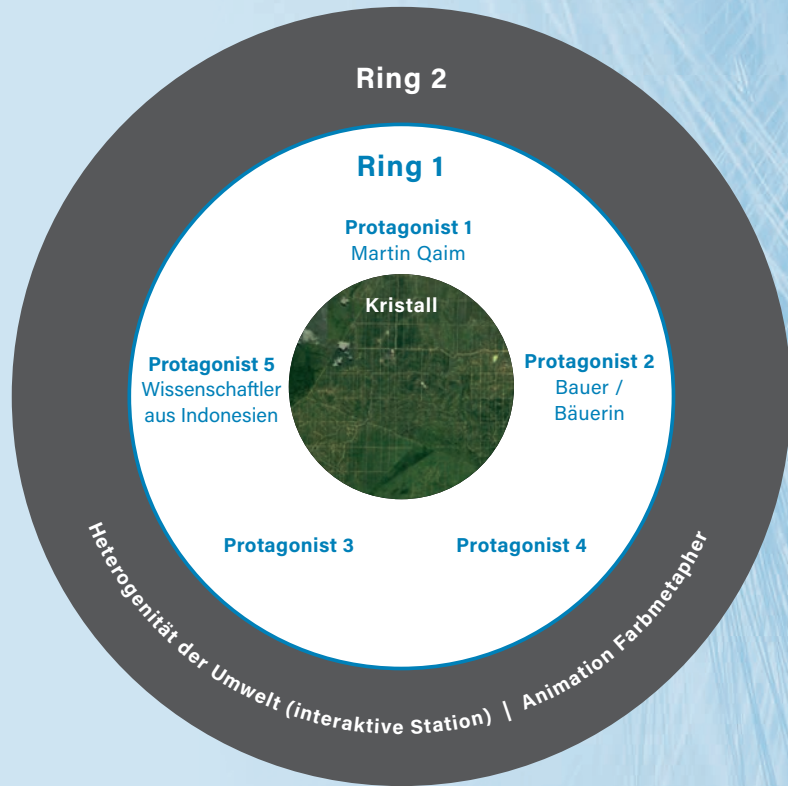 Ring 2
Ring 1
Protagonist 1
Martin Qaim
Kristall
Protagonist 5
Wissenschaftler
aus Indonesien
Protagonist 2
Bauer /
Bäuerin
Protagonist 3
Protagonist 4
Heterogenität der Umwelt (interaktive Station) | Animation Farbmetapher